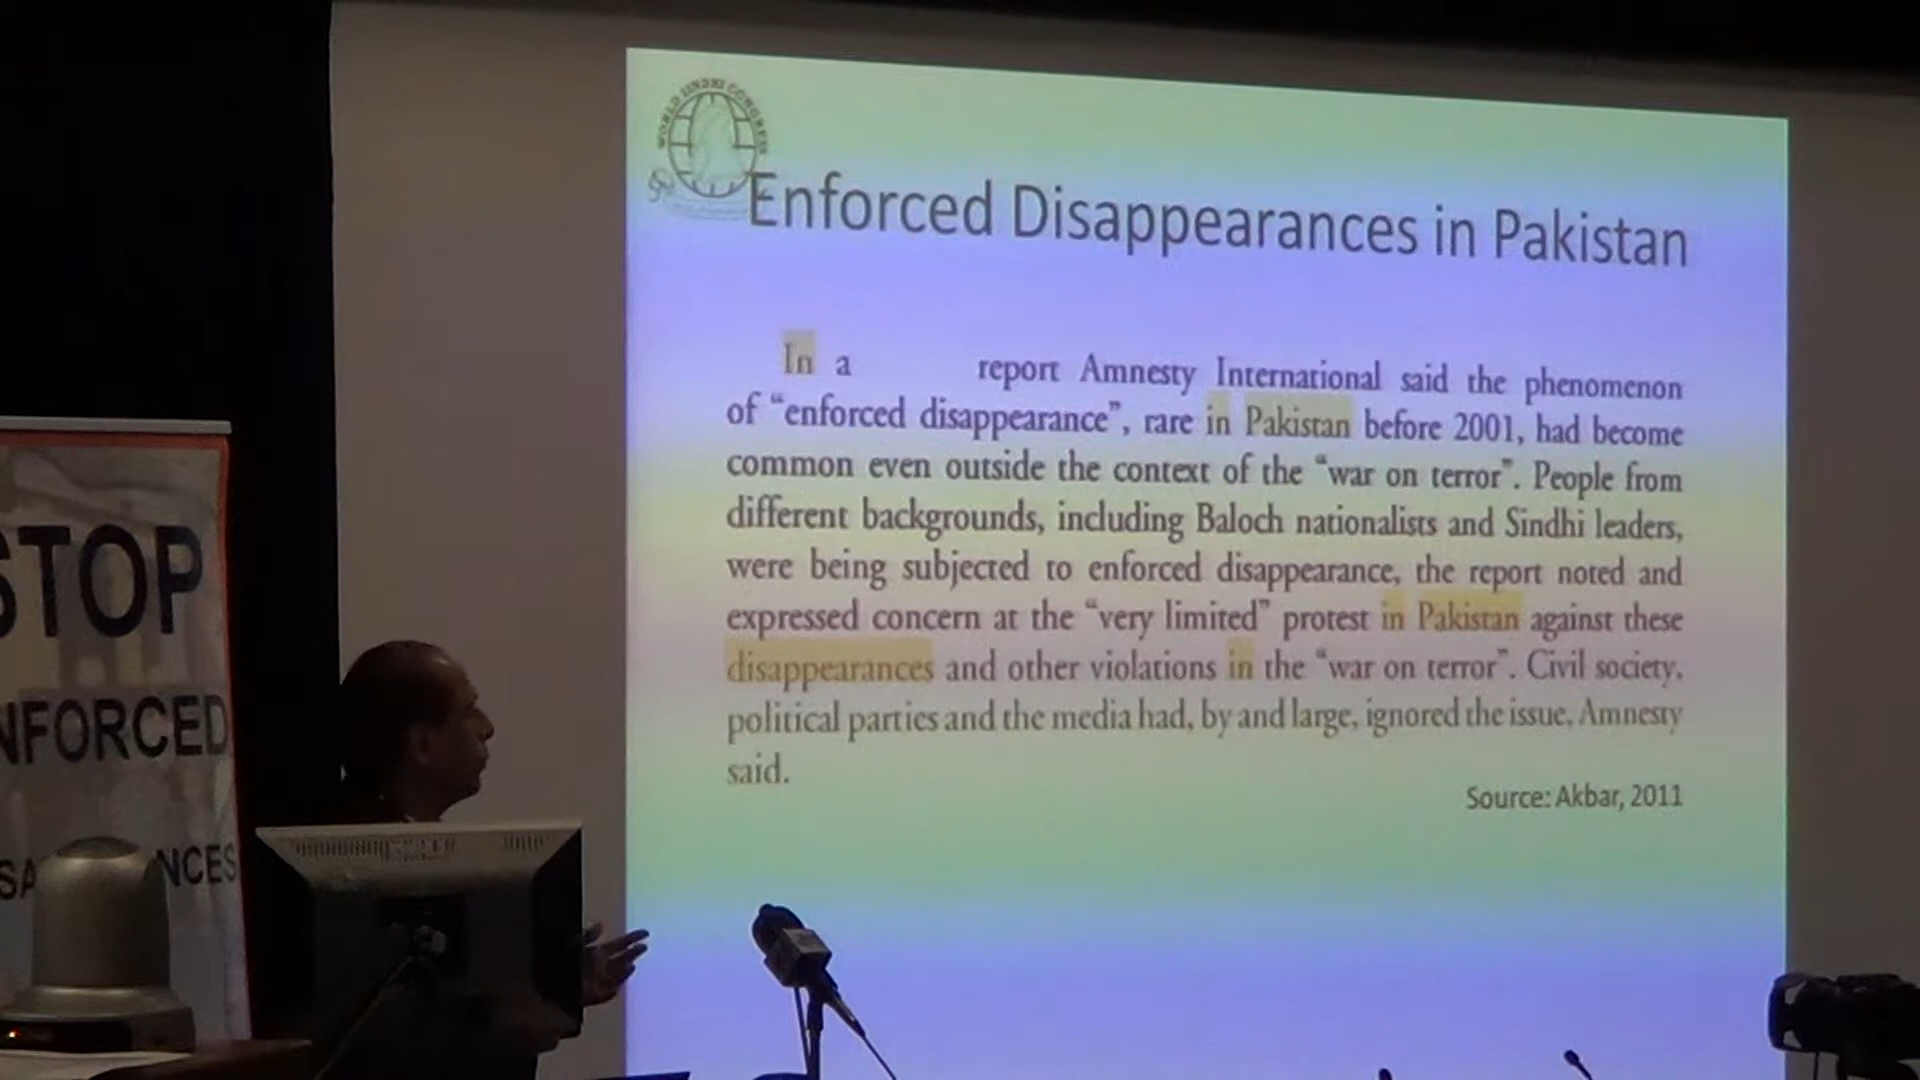 WORLD SINDHI CONGRESS
Enforced Disappearances in Pakistan
In a report Amnesty International said the phenomenon
of “enforced disappearance”, rare in Pakistan before 2001, had become
common even outside the context of the “war on terror”. People from
different backgrounds, including Baloch nationalists and Sindhi leaders,
were being subjected to enforced disappearance, the report noted and
expressed concern at the “very limited” protest in Pakistan against these
disappearances and other violations in the “war on terror”. Civil society,
political parties and the media had, by and large, ignored the issue, Amnesty
said.
Source: Akbar, 2011
STOP
NFORCED
SA NCES